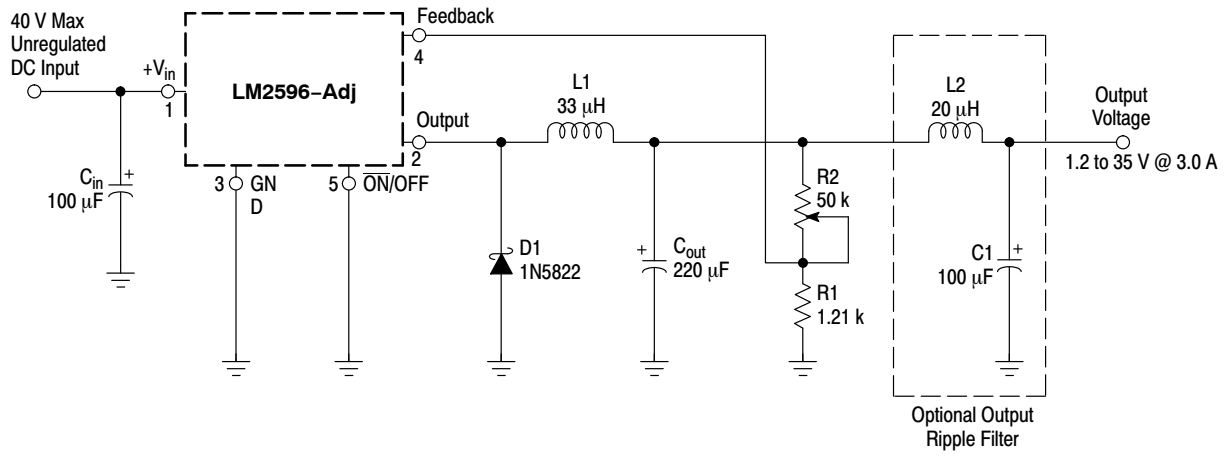 40 V Max
Unregulated
DC Input
+Vin
1
Cin
100 μF
+
LM2596−Adj
Feedback
4
Output
2
3
GN
D
5
ON/OFF
L1
33 μH
D1
1N5822
+
Cout
220 μF
R2
50 k
R1
1.21 k
L2
20 μH
C1
100 μF
+
Output
Voltage
1.2 to 35 V @ 3.0 A
Optional Output
Ripple Filter